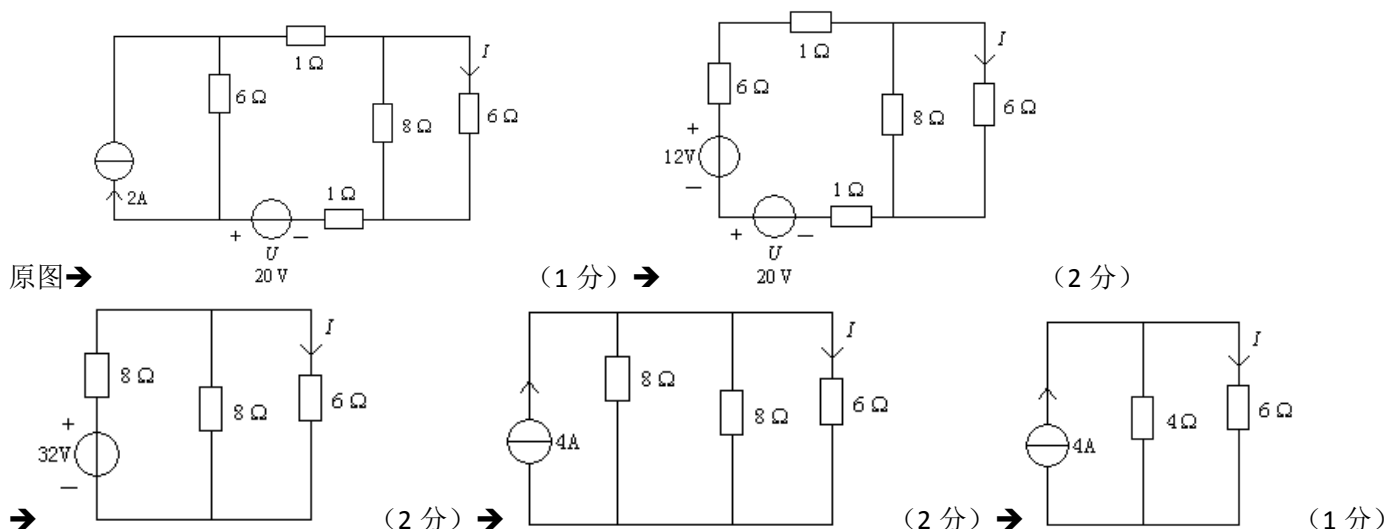 1 Ω
I
6 Ω
8 Ω
6 Ω
2A
1 Ω
+
—
U
20 V
1 Ω
I
6 Ω
8 Ω
6 Ω
+
12V
—
1 Ω
+
—
U
20 V
原图➔ （1 分）➔ （2 分）
I
8 Ω
8 Ω
6 Ω
+
32V
—
I
8 Ω
8 Ω
6 Ω
4A
I
4Ω
6 Ω
4A
➔ （2 分）➔ （2 分）➔ （1 分）